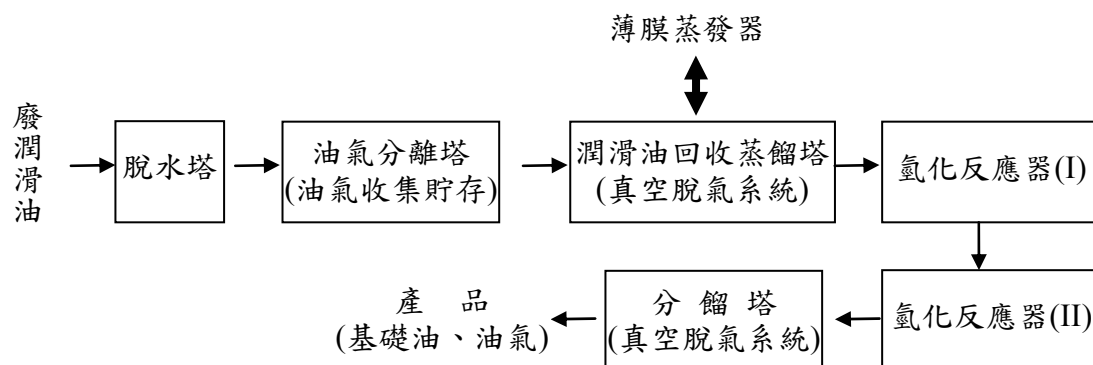 薄膜蒸發器
廢潤滑油
脫水塔
油氣分離塔
(油氣收集貯存)
潤滑油回收蒸餾塔
(真空脫氣系統)
氫化反應器(I)
氫化反應器(II)
分餾塔
(真空脫氣系統)
產 品
(基礎油、油氣)